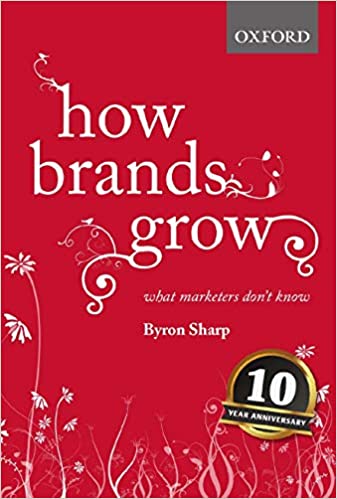 OXFORD
how
brands
grow
what marketers don't know
Byron Sharp
10
YEAR ANNIVERSARY